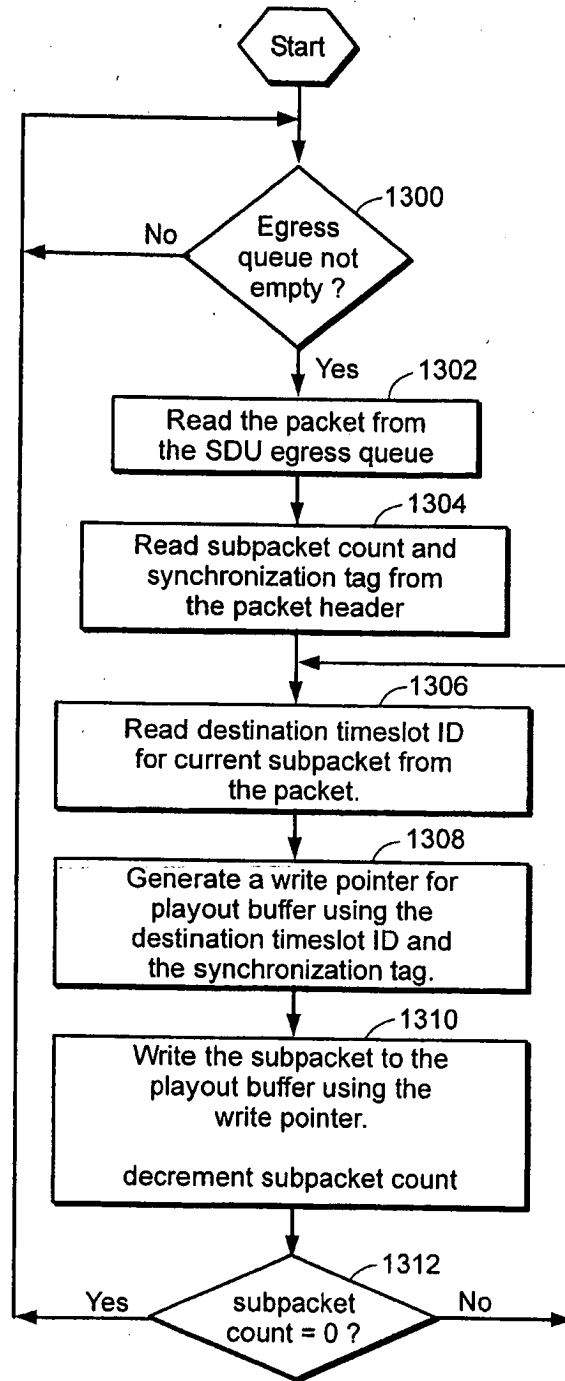 Start
1300
Egress
queue not
empty ?
No
Yes
1302
Read the packet from
the SDU egress queue
1304
Read subpacket count and
synchronization tag from
the packet header
1306
Read destination timeslot ID
for current subpacket from
the packet.
1308
Generate a write pointer for
playout buffer using the
destination timeslot ID and
the synchronization tag.
1310
Write the subpacket to the
playout buffer using the
write pointer.
decrement subpacket count
1312
Yes
subpacket
count = 0 ?
No